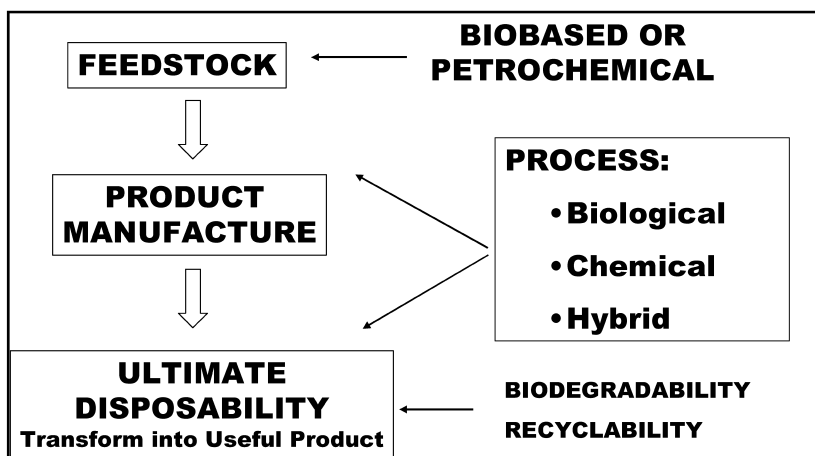 FEEDSTOCK
BIOBASED OR
PETROCHEMICAL
PRODUCT
MANUFACTURE
PROCESS:
•Biological
•Chemical
•Hybrid
ULTIMATE
DISPOSABILITY
Transform into Useful Product
BIODEGRADABILITY
RECYCLABILITY